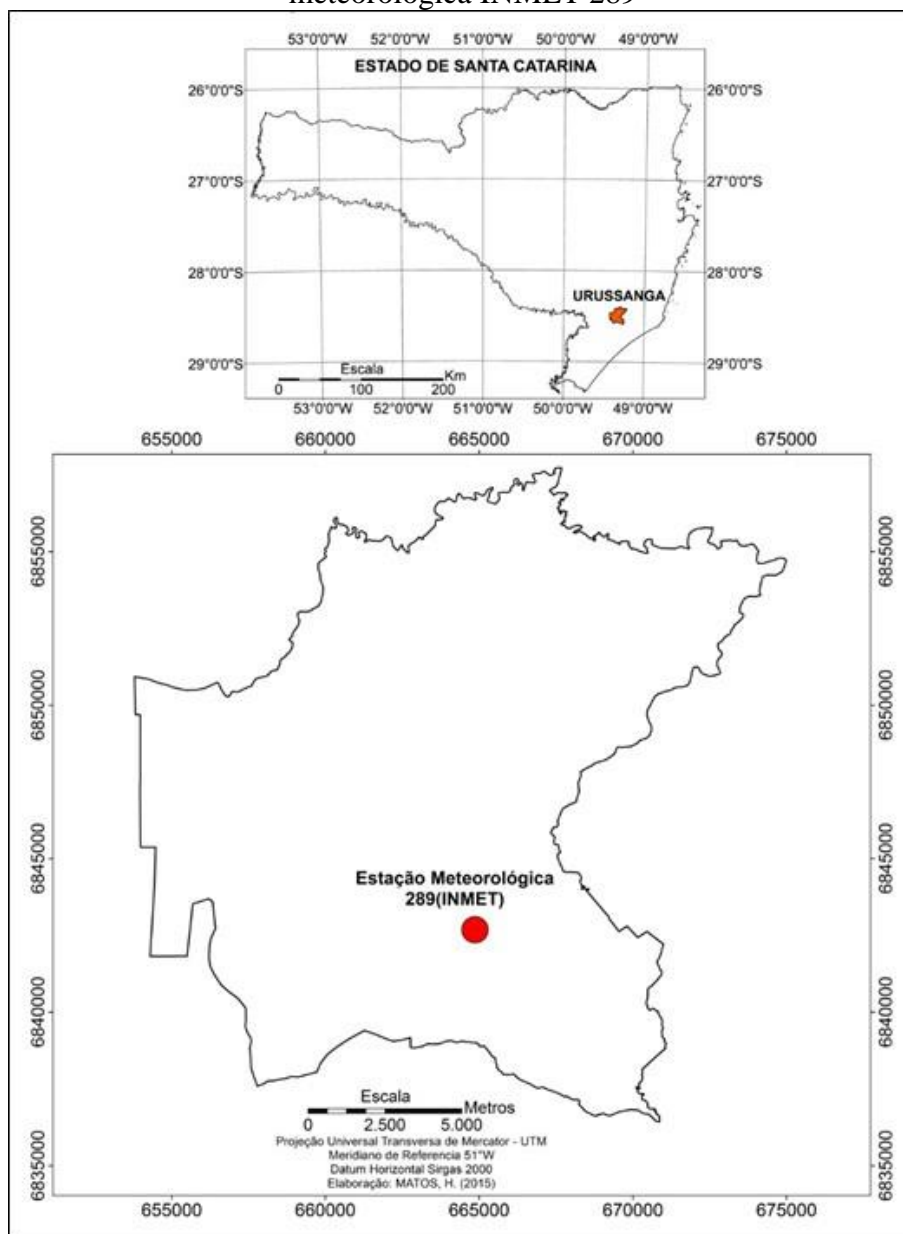 meteorológica INMET 289
53°0'0"W 52°0'0"W 51°0'0"W 50°0'0"W 49°0'0"W
ESTADO DE SANTA CATARINA
26°0'0"S 26°0'0"S
27°0'0"S 27°0'0"S
28°0'0"S 28°0'0"S
URUSSANGA
29°0'0"S 29°0'0"S
Escala
Km
0 100 200
53°0'0"W 52°0'0"W 51°0'0"W 50°0'0"W 49°0'0"W
655000 660000 665000 670000 675000
6855000 6855000
6850000 6850000
6845000 6845000
Estação Meteorológica
289(INMET)
6840000 6840000
Escala
Metros
0 2.500 5.000
Projeção Universal Transversa de Mercator - UTM
Meridiano de Referencia 51°W
Datum Horizontal Sirgas 2000
Elaboração: MATOS, H. (2015)
6835000 6835000
655000 660000 665000 670000 675000